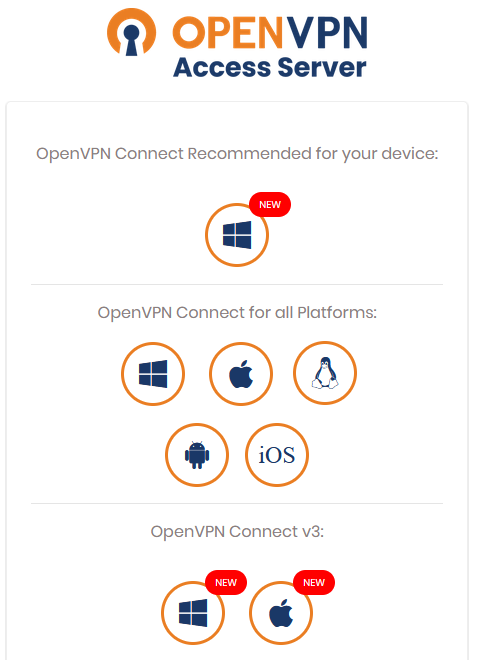 OPENVPN
Access Server
OpenVPN Connect Recommended for your device:
NEW
OpenVPN Connect for all Platforms:
iOS
OpenVPN Connect v3:
NEW NEW